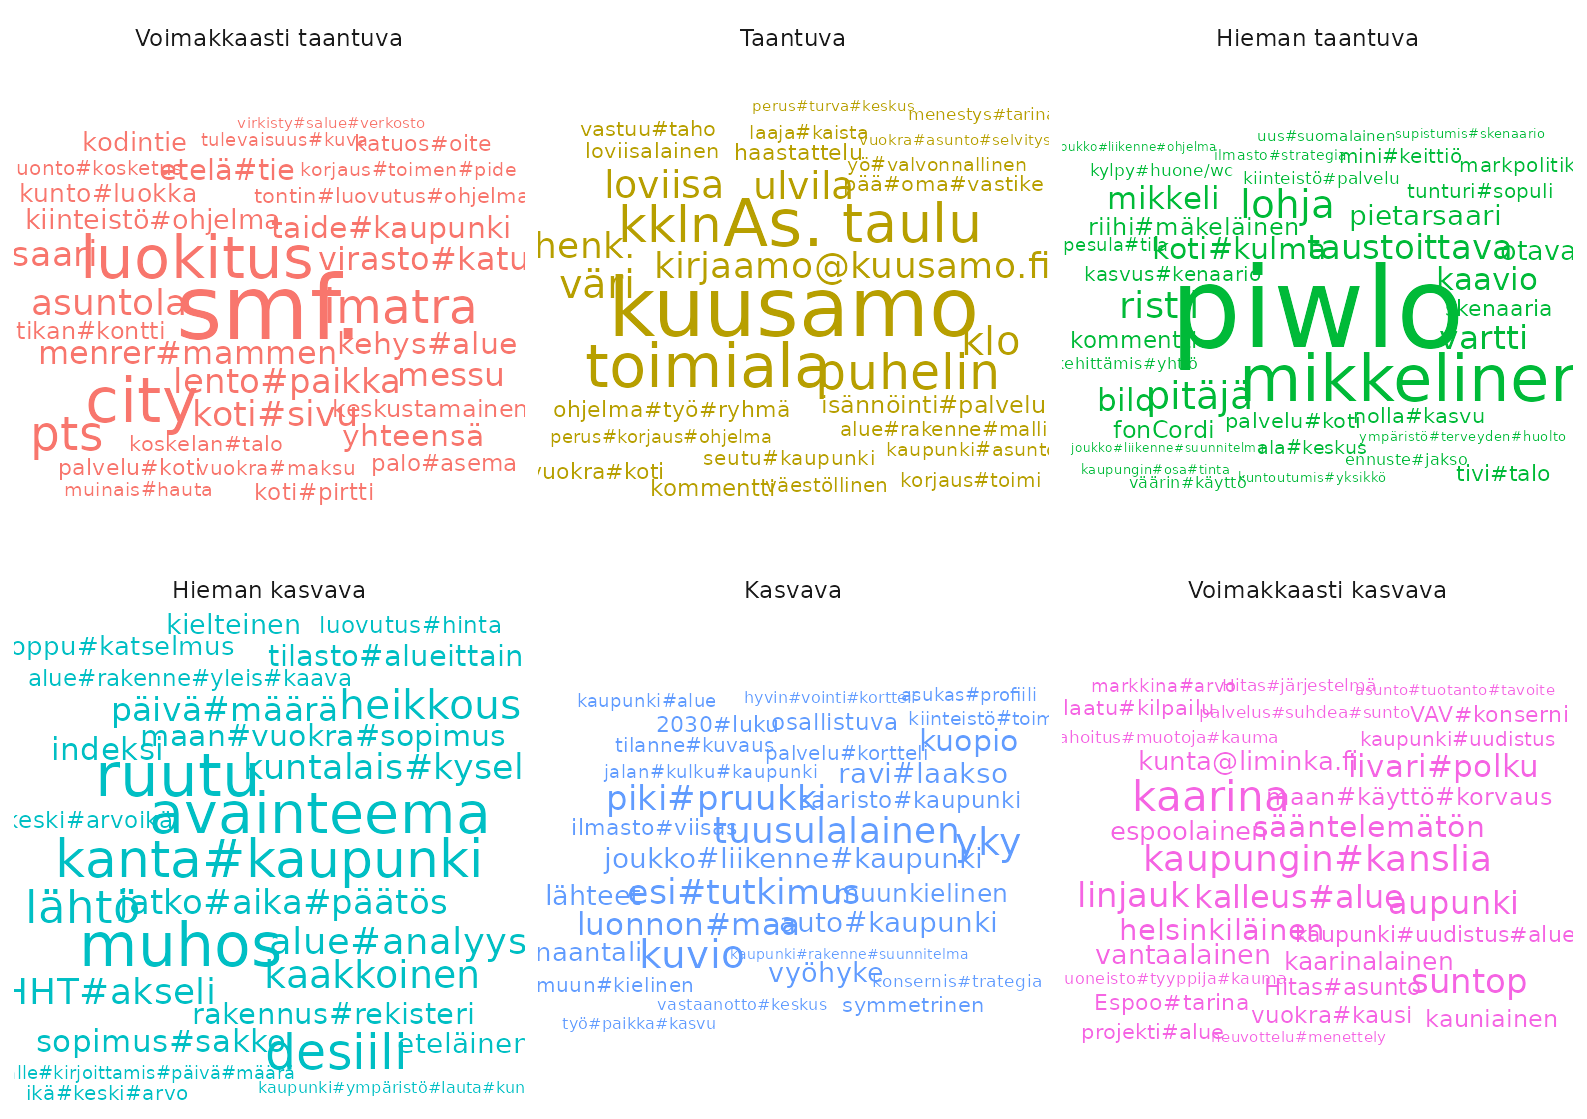 Voimakkaasti taantuva
virkisty#salue#verkosto
kodintie
tulevaisuus#kuva
katuos#oite
uonto#kosketus
etelä#tie
korjaus#toimen#pide
kunto#luokka
tontin#luovutus#ohjelma
kiinteistö#ohjelma
taide#kaupunki
saari
luokitus
virasto#katu
asuntola
smf.
imatra
tikan#kontti
menrer#mammen
kehys#alue
lento#paikka
messu
city
koti#sivu
keskustamainen
pts
koskelan#talo
yhteensä
palvelu#koti
vuokra#maksu
palo#asema
muinais#hauta
koti#pirtti
Taantuva
perus#turva#keskus
menestys#tarina
vastuu#taho
laaja#kaista
vuokra#asunto#selvitys
loviisalainen
haastattelu
yö#valvonnallinen
loviisa
ulvila
pää#oma#vastike
kkln
As.
taulu
henk.
kirjaamo@kuusamo.fi
väri
kuusamo
klo
toimiala
puhelin
ohjelma#työ#ryhmä
isännöinti#palvelu
perus#korjaus#ohjelma
alue#rakenne#malli
seutu#kaupunki
kaupunki#asunto
vuokra#koti
kommentti
väestöllinen
korjaus#toimi
Hieman taantuva
uus#suomalainen
supistumis#skenaario
oukko#liikenne#ohjelma
ilmasto#strategia
mini#keittiö
markpolitik
kylpy#huone/wc
kiinteistö#palvelu
tunturi#sopuli
mikkeli
lohja
pietarsaari
riihi#mäkeläinen
pesula#tila
koti#kulma
taustoittava
otava
kasvus#kenaario
kaavio
risti
piwlo
skenaaria
kommentti
vartti
kehittämis#yhtiö
mikkeliner
bild
pitäjä
palvelu#koti
nolla#kasvu
fonCordi
ympäristö#terveyden#huolto
joukko#liikenne#suunnitelma
ala#keskus
kaupungin#osa#tinta
ennuste#jakso
väärin#käyttö
kuntoutumis#yksikkö
tivi#talo
Hieman kasvava
kielteinen
luovutus#hinta
oppu#katselmus
tilasto#alueittain
alue#rakenne#yleis#kaava
päivä#määrä
heikkous
indeksi
maan#vuokra#sopimus
ruutu
kuntalais#kysel
keski#arvoikä
avainteema
kanta#kaupunki
lähtö
jatko#aika#päätös
muhos
alue#analyys
kaakkoinen
HHT#akseli
rakennus#rekisteri
sopimus#sakko
desiili
eteläinen
lle#kirjoittamis#päivä#määrä
ikä#keski#arvo
kaupunki#ympäristö#lauta#kun
Kasvava
kaupunki#alue
hyvin#vointi#kortteli
asukas#profiili
2030#luku
osallistuva
kiinteistö#toim
tilanne#kuvaus
palvelu#kortteli
kuopio
jalan#kulku#kaupunki
ravi#laakso
piki#pruukki
saaristo#kaupunki
ilmasto#viisas
tuusulalainen
yky
joukko#liikenne#kaupunki
lähteet
esi#tutkimus
muunkielinen
luonnon#maa
auto#kaupunki
naantali
kuvio
kaupunki#rakenne#suunnitelma
muun#kielinen
vyöhyke
konsernis#trategia
vastaanotto#keskus
symmetrinen
työ#paikka#kasvu
Voimakkaasti kasvava
markkina#arvo
Hitas#järjestelmä
asunto#tuotanto#tavoite
laatu#kilpailu
palvelus#suhdea#sunto
VAV#konserni
ahoitus#muotoja#kauma
kaupunki#uudistus
kunta@liminka.fi
iivari#polku
kaarina
maan#käyttö#korvaus
espoolainen
sääntelemätön
kaupungin#kanslia
linjauk
kalleus#alue
aupunki
helsinkiläinen
kaupunki#uudistus#alue
vantaalainen
kaarinalainen
uoneisto#tyyppija#kauma
Hitas#asunto
suntop
Espoo#tarina
vuokra#kausi
kauniainen
projekti#alue
neuvottelu#menettely